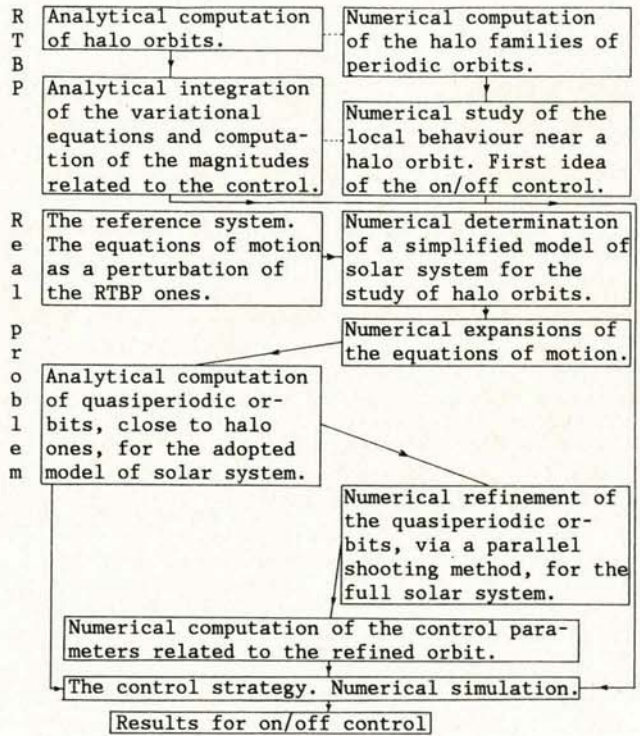 RTBP
Analytical computation
of halo orbits.
Numerical computation
of the halo families of
periodic orbits.
Analytical integration
of the variational
equations and computa-
tion of the magnitudes
related to the control.
Numerical study of the
local behaviour near a
halo orbit. First idea
of the on/off control.
Real
problem
The reference system.
The equations of motion
as a perturbation of
the RTBP ones.
Numerical determination
of a simplified model of
solar system for the
study of halo orbits.
Numerical expansions of
the equations of motion.
Analytical computation
of quasiperiodic or-
bits, close to halo
ones, for the adopted
model of solar system.
Numerical refinement of
the quasiperiodic or-
bits, via a parallel
shooting method, for the
full solar system.
Numerical computation of the control para-
meters related to the refined orbit.
The control strategy. Numerical simulation.
Results for on/off control